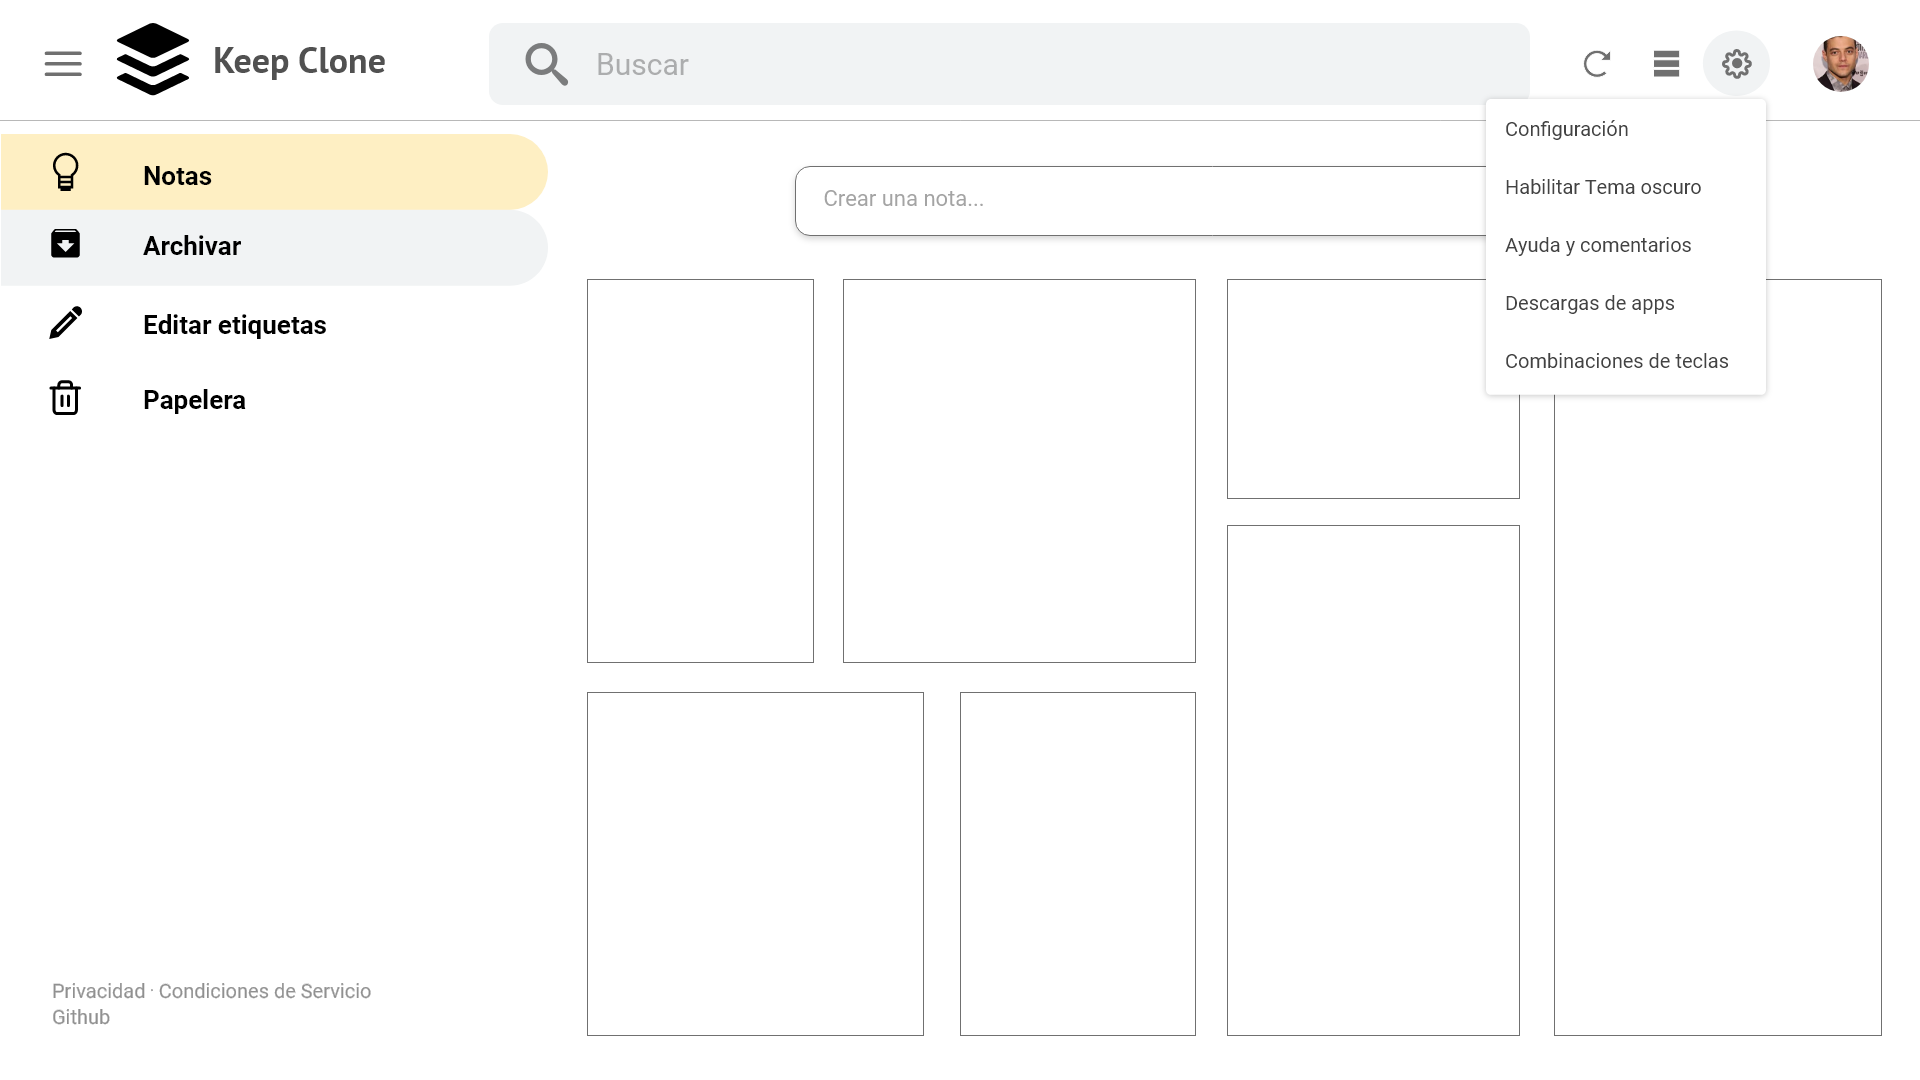 Keep Clone
Buscar
Configuración
Habilitar Tema oscuro
Ayuda y comentarios
Descargas de apps
Combinaciones de teclas
Notas
Archivar
Editar etiquetas
Papelera
Crear una nota...
Privacidad · Condiciones de Servicio
Github